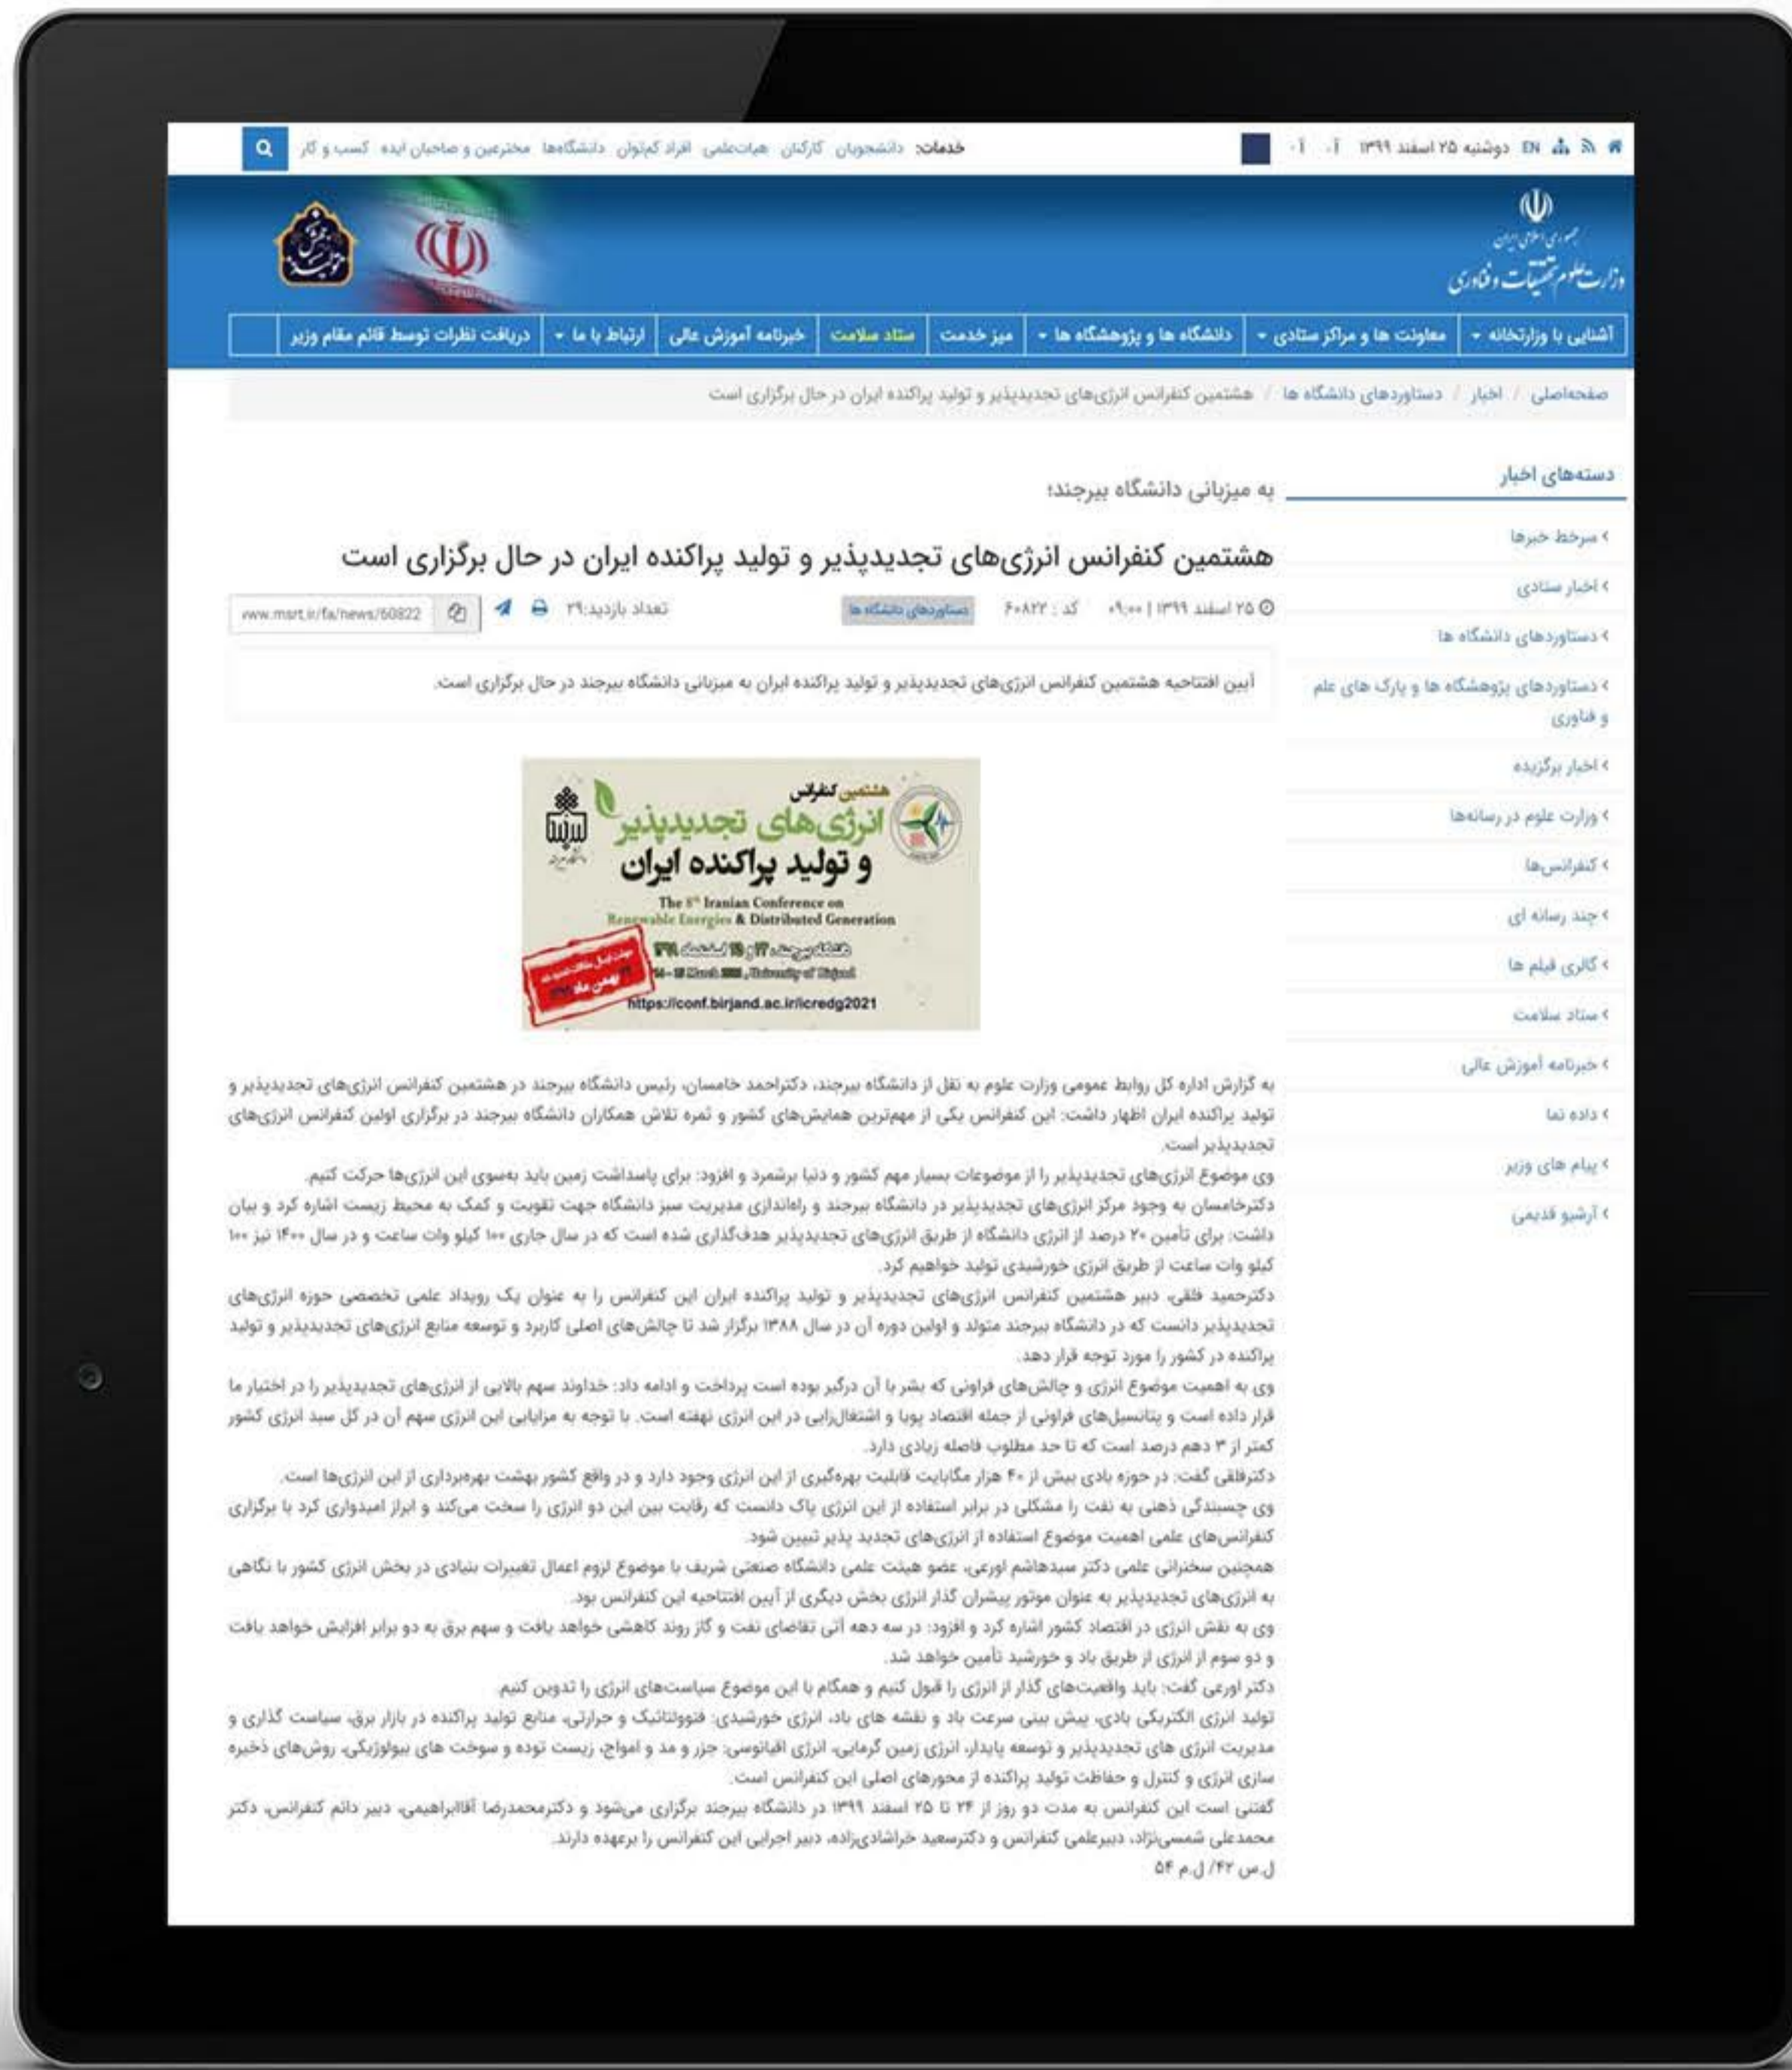 EN دوشنبه ۲۵ اسفند ۱۳۹۹
خدمات: دانشجویان کارکنان هیات‌علمی افراد کم‌توان دانشگاه‌ها مخترعین و صاحبان ایده کسب و کار
جمهوری اسلامی ایران
وزارت علوم تحقیقات و فناوری
آشنایی با وزارتخانه
معاونت ها و مراکز ستادی
دانشگاه ها و پژوهشگاه ها
میز خدمت
ستاد سلامت
خبرنامه آموزش عالی
ارتباط با ما
دریافت نظرات توسط قائم مقام وزیر
صفحه‌اصلی / اخبار / دستاوردهای دانشگاه ها / هشتمین کنفرانس انرژی‌های تجدیدپذیر و تولید پراکنده ایران در حال برگزاری است
دسته‌های اخبار
› سرخط خبرها
› اخبار ستادی
› دستاوردهای دانشگاه ها
› دستاوردهای پژوهشگاه ها و پارک های علم
و فناوری
› اخبار برگزیده
› وزارت علوم در رسانه‌ها
› کنفرانس‌ها
› چند رسانه ای
› گالری فیلم ها
› ستاد سلامت
› خبرنامه آموزش عالی
› داده نما
› پیام های وزیر
› آرشیو قدیمی
به میزبانی دانشگاه بیرجند؛
هشتمین کنفرانس انرژی‌های تجدیدپذیر و تولید پراکنده ایران در حال برگزاری است
۲۵ اسفند ۱۳۹۹ | ۰۹:۰۰ کد : ۶۰۸۲۲ دستاوردهای دانشگاه ها تعداد بازدید:۲۹
www.msrt.ir/fa/news/60822
آیین افتتاحیه هشتمین کنفرانس انرژی‌های تجدیدپذیر و تولید پراکنده ایران به میزبانی دانشگاه بیرجند در حال برگزاری است.
هشتمین کنفرانس
انرژی‌های تجدیدپذیر
و تولید پراکنده ایران
The 8th Iranian Conference on
Renewable Energies & Distributed Generation
دانشگاه بیرجند،
March, University of Birjand
بهمن ماه
https://conf.birjand.ac.ir/icredg2021
به گزارش اداره کل روابط عمومی وزارت علوم به نقل از دانشگاه بیرجند، دکتراحمد خامسان، رئیس دانشگاه بیرجند در هشتمین کنفرانس انرژی‌های تجدیدپذیر و
تولید پراکنده ایران اظهار داشت: این کنفرانس یکی از مهم‌ترین همایش‌های کشور و ثمره تلاش همکاران دانشگاه بیرجند در برگزاری اولین کنفرانس انرژی‌های
تجدیدپذیر است.
وی موضوع انرژی‌های تجدیدپذیر را از موضوعات بسیار مهم کشور و دنیا برشمرد و افزود: برای پاسداشت زمین باید به‌سوی این انرژی‌ها حرکت کنیم.
دکترخامسان به وجود مرکز انرژی‌های تجدیدپذیر در دانشگاه بیرجند و راه‌اندازی مدیریت سبز دانشگاه جهت تقویت و کمک به محیط زیست اشاره کرد و بیان
داشت: برای تأمین ۲۰ درصد از انرژی دانشگاه از طریق انرژی‌های تجدیدپذیر هدف‌گذاری شده است که در سال جاری ۱۰۰ کیلو وات ساعت و در سال ۱۴۰۰ نیز ۱۰۰
کیلو وات ساعت از طریق انرژی خورشیدی تولید خواهیم کرد.
دکترحمید فلقی، دبیر هشتمین کنفرانس انرژی‌های تجدیدپذیر و تولید پراکنده ایران این کنفرانس را به عنوان یک رویداد علمی تخصصی حوزه انرژی‌های
تجدیدپذیر دانست که در دانشگاه بیرجند متولد و اولین دوره آن در سال ۱۳۸۸ برگزار شد تا چالش‌های اصلی کاربرد و توسعه منابع انرژی‌های تجدیدپذیر و تولید
پراکنده در کشور را مورد توجه قرار دهد.
وی به اهمیت موضوع انرژی و چالش‌های فراونی که بشر با آن درگیر بوده است پرداخت و ادامه داد: خداوند سهم بالایی از انرژی‌های تجدیدپذیر را در اختیار ما
قرار داده است و پتانسیل‌های فراونی از جمله اقتصاد پویا و اشتغال‌زایی در این انرژی نهفته است. با توجه به مزایایی این انرژی سهم آن در کل سبد انرژی کشور
کمتر از ۳ دهم درصد است که تا حد مطلوب فاصله زیادی دارد.
دکترفلقی گفت: در حوزه بادی بیش از ۴۰ هزار مگابایت قابلیت بهره‌گیری از این انرژی وجود دارد و در واقع کشور بهشت بهره‌برداری از این انرژی‌ها است.
وی چسبندگی ذهنی به نفت را مشکلی در برابر استفاده از این انرژی پاک دانست که رقابت بین این دو انرژی را سخت می‌کند و ابراز امیدواری کرد با برگزاری
کنفرانس‌های علمی اهمیت موضوع استفاده از انرژی‌های تجدید پذیر تبیین شود.
همچنین سخنرانی علمی دکتر سیدهاشم اورعی، عضو هیئت علمی دانشگاه صنعتی شریف با موضوع لزوم اعمال تغییرات بنیادی در بخش انرژی کشور با نگاهی
به انرژی‌های تجدیدپذیر به عنوان موتور پیشران گذار انرژی بخش دیگری از آیین افتتاحیه این کنفرانس بود.
وی به نقش انرژی در اقتصاد کشور اشاره کرد و افزود: در سه دهه آتی تقاضای نفت و گاز روند کاهشی خواهد یافت و سهم برق به دو برابر افزایش خواهد یافت
و دو سوم از انرژی از طریق باد و خورشید تأمین خواهد شد.
دکتر اورعی گفت: باید واقعیت‌های گذار از انرژی را قبول کنیم و همگام با این موضوع سیاست‌های انرژی را تدوین کنیم.
تولید انرژی الکتریکی بادی، پیش بینی سرعت باد و نقشه های باد، انرژی خورشیدی: فتوولتائیک و حرارتی، منابع تولید پراکنده در بازار برق، سیاست گذاری و
مدیریت انرژی های تجدیدپذیر و توسعه پایدار، انرژی زمین گرمایی، انرژی اقیانوسی: جزر و مد و امواج، زیست توده و سوخت های بیولوژیکی، روش‌های ذخیره
سازی انرژی و کنترل و حفاظت تولید پراکنده از محورهای اصلی این کنفرانس است.
گفتنی است این کنفرانس به مدت دو روز از ۲۴ تا ۲۵ اسفند ۱۳۹۹ در دانشگاه بیرجند برگزاری می‌شود و دکترمحمدرضا آقاابراهیمی، دبیر دائم کنفرانس، دکتر
محمدعلی شمسی‌نژاد، دبیرعلمی کنفرانس و دکترسعید خراشادی‌زاده، دبیر اجرایی این کنفرانس را برعهده دارند.
ل.س ۴۲/ ل.م ۵۴